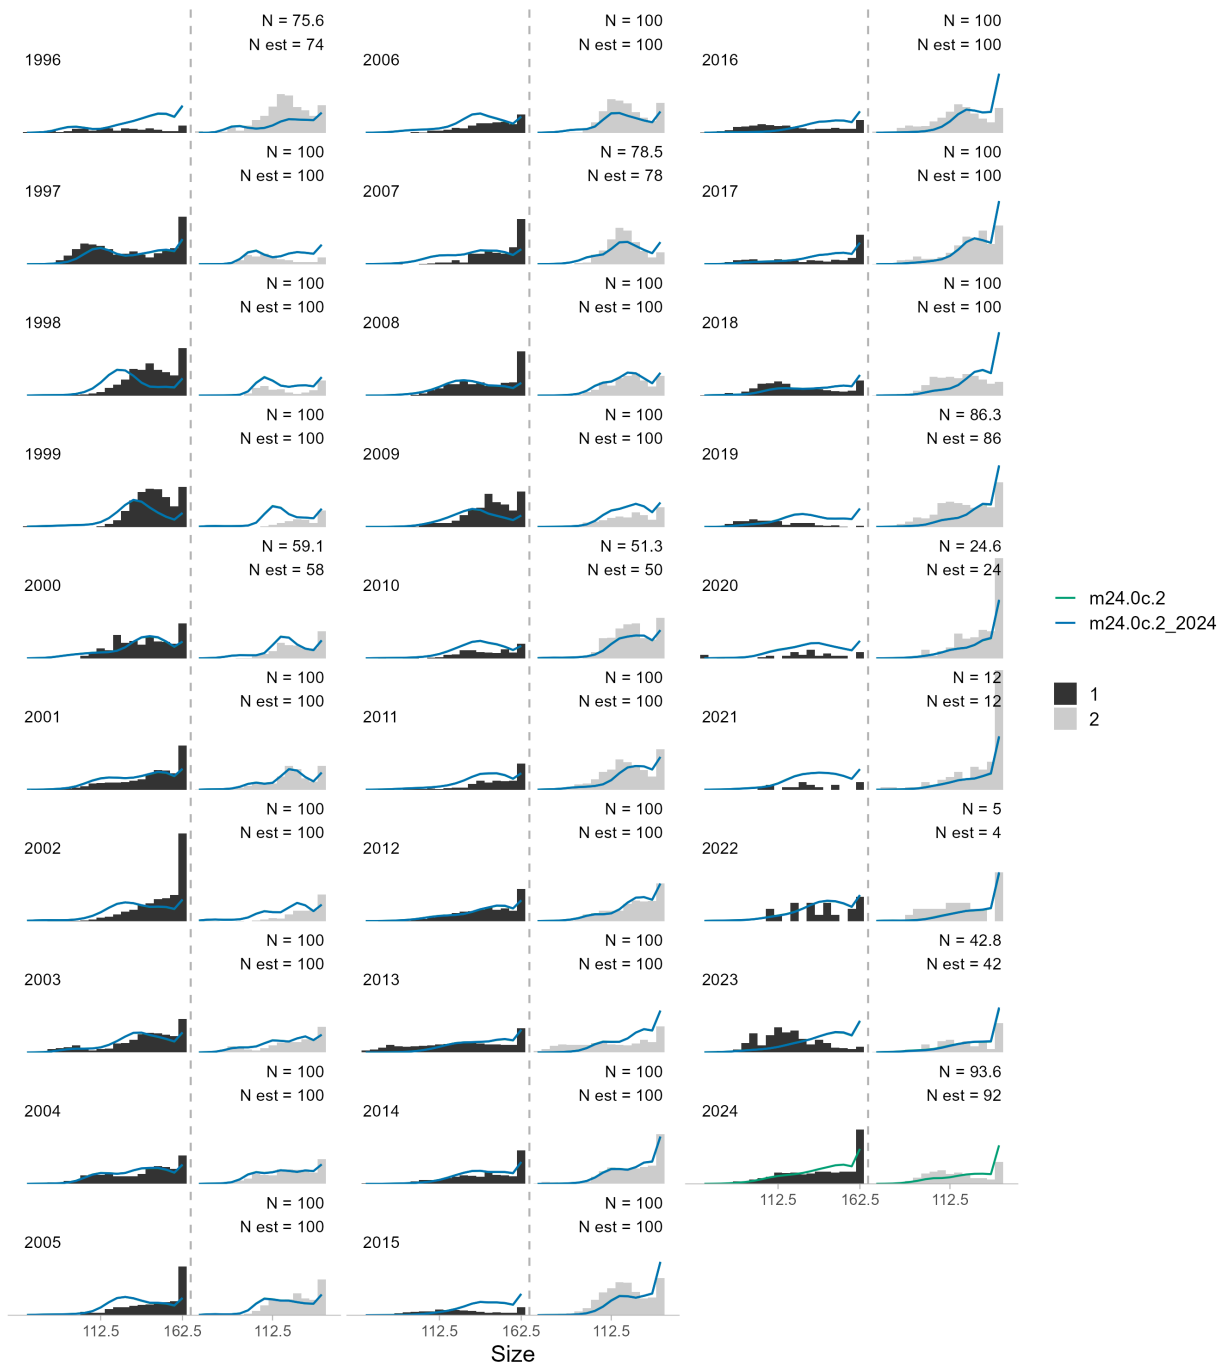 N = 75.6
N est = 74
1996
N = 100
N est = 100
1997
N = 100
N est = 100
1998
N = 100
N est = 100
1999
N = 59.1
N est = 58
2000
N = 100
N est = 100
2001
N = 100
N est = 100
2002
N = 100
N est = 100
2003
N = 100
N est = 100
2004
N = 100
N est = 100
2005
112.5
162.5
112.5
N = 100
N est = 100
2006
N = 78.5
N est = 78
2007
N = 100
N est = 100
2008
N = 100
N est = 100
2009
N = 51.3
N est = 50
2010
N = 100
N est = 100
2011
N = 100
N est = 100
2012
N = 100
N est = 100
2013
N = 100
N est = 100
2014
N = 100
N est = 100
2015
112.5
162.5
112.5
N = 100
N est = 100
2016
N = 100
N est = 100
2017
N = 100
N est = 100
2018
N = 86.3
N est = 86
2019
N = 24.6
N est = 24
2020
N = 12
N est = 12
2021
N = 5
N est = 4
2022
N = 42.8
N est = 42
2023
N = 93.6
N est = 92
2024
112.5
162.5
112.5
Size
m24.0c.2
m24.0c.2_2024
1
2